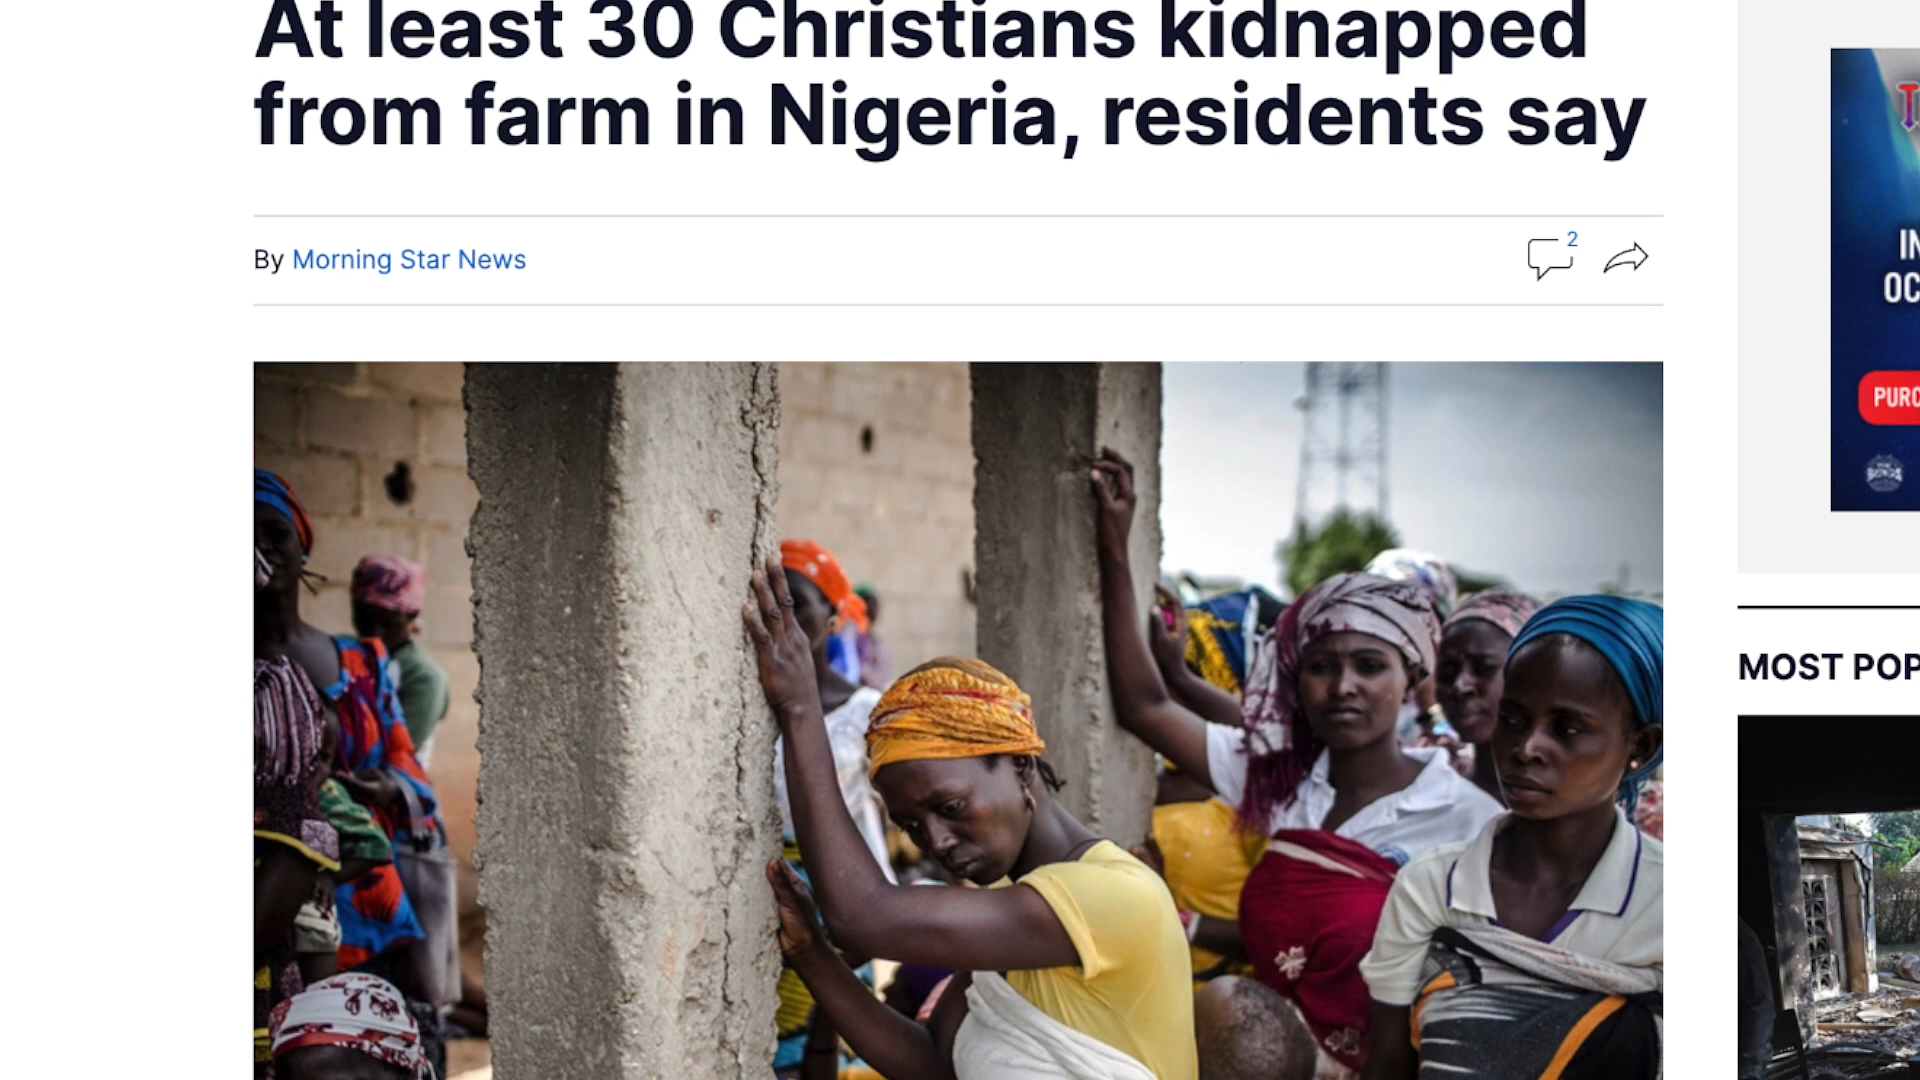 At least 30 Christians kidnapped
from farm in Nigeria, residents say
By Morning Star News
2
MOST POP